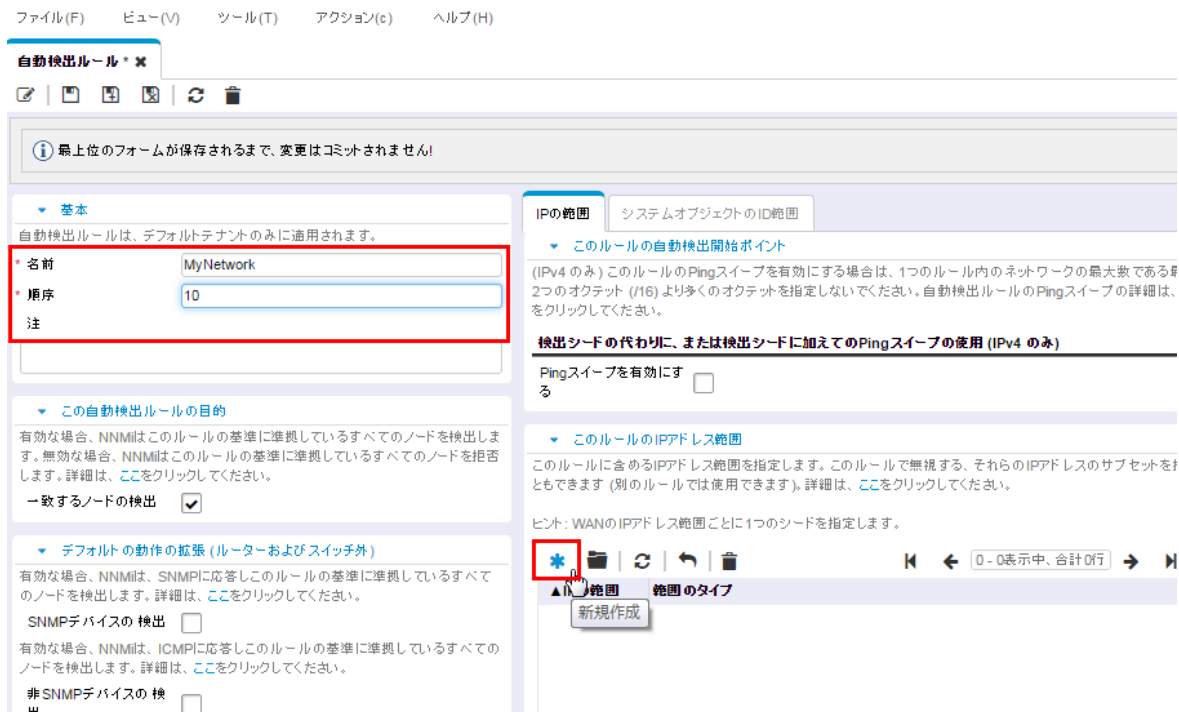 ファイル(F) ビュー(V) ツール(T) アクション(c) ヘルプ(H)
自動検出ルール *
最上位のフォームが保存されるまで、変更はコミットされません!
基本
自動検出ルールは、デフォルトテナントのみに適用されます。
* 名前 MyNetwork
* 順序 10
注
この自動検出ルールの目的
有効な場合、NNMiはこのルールの基準に準拠しているすべてのノードを検出しま
す。無効な場合、NNMiはこのルールの基準に準拠しているすべてのノードを拒否
します。詳細は、ここをクリックしてください。
一致するノードの検出
デフォルトの動作の拡張 (ルーターおよびスイッチ外)
有効な場合、NNMiは、SNMPに応答しこのルールの基準に準拠しているすべて
のノードを検出します。詳細は、ここをクリックしてください。
SNMPデバイスの 検出
有効な場合、NNMiは、ICMPに応答しこのルールの基準に準拠しているすべての
ノードを検出します。詳細は、ここをクリックしてください。
非SNMPデバイスの 検
IPの範囲 システムオブジェクトのID範囲
このルールの自動検出開始ポイント
(IPv4 のみ) このルールのPingスイープを有効にする場合は、1つのルール内のネットワークの最大数である最
2つのオクテット (/16) より多くのオクテットを指定しないでください。自動検出ルールのPingスイープの詳細は、
をクリックしてください。
検出シードの代わりに、または検出シードに加えてのPingスイープの使用 (IPv4 のみ)
Pingスイープを有効にす
る
このルールのIPアドレス範囲
このルールに含めるIPアドレス範囲を指定します。このルールで無視する、それらのIPアドレスのサブセットを
ともできます (別のルールでは使用できます)。詳細は、ここをクリックしてください。
ヒント: WANのIPアドレス範囲ごとに1つのシードを指定します。
0 - 0表示中、合計0行
▲IPの範囲 範囲のタイプ
新規作成